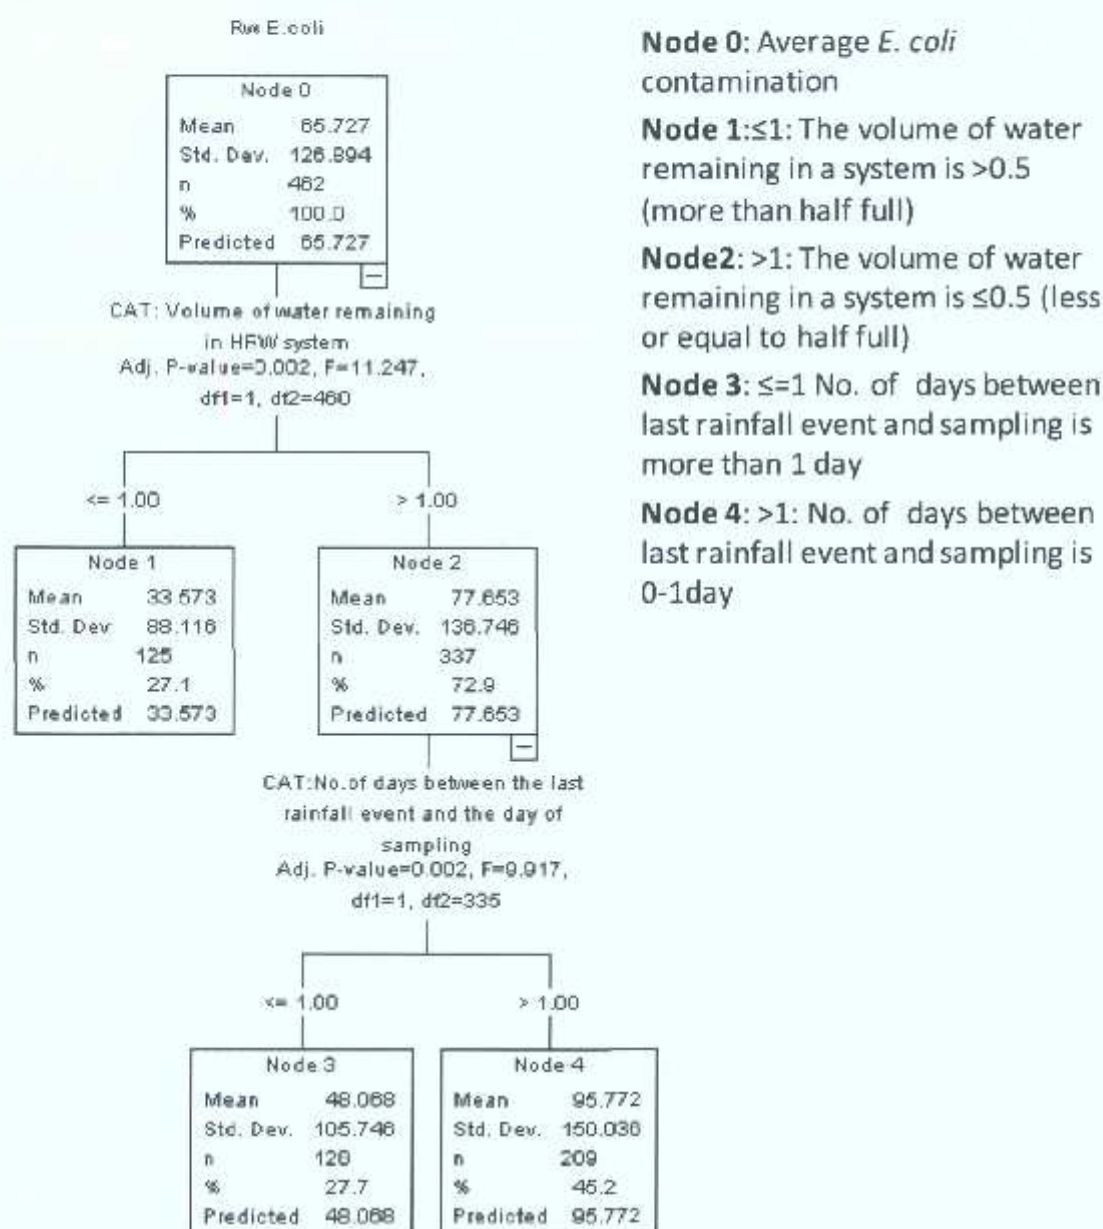 Rwe E.coli
Node 0
Mean 65.727
Std. Dev. 126.894
n 462
% 100.0
Predicted 65.727
CAT: Volume of water remaining
in HRW system
Adj. P-value=0.002, F=11.247,
df1=1, df2=460
<= 1.00 > 1.00
Node 1
Mean 33.573
Std. Dev 88.116
n 125
% 27.1
Predicted 33.573
Node 2
Mean 77.653
Std. Dev. 136.746
n 337
% 72.9
Predicted 77.653
CAT:No.of days between the last
rainfall event and the day of
sampling
Adj. P-value=0.002, F=9.917,
df1=1, df2=335
<= 1.00 > 1.00
Node 3
Mean 48.068
Std. Dev. 105.746
n 128
% 27.7
Predicted 48.068
Node 4
Mean 95.772
Std. Dev. 150.036
n 209
% 45.2
Predicted 95.772
Node 0: Average E. coli
contamination
Node 1:≤1: The volume of water
remaining in a system is >0.5
(more than half full)
Node2: >1: The volume of water
remaining in a system is ≤0.5 (less
or equal to half full)
Node 3: ≤=1 No. of days between
last rainfall event and sampling is
more than 1 day
Node 4: >1: No. of days between
last rainfall event and sampling is
0-1day